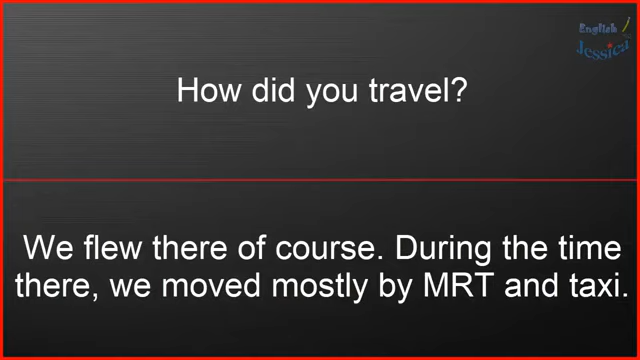 English
Jessica
How did you travel?
We flew there of course. During the time
there, we moved mostly by MRT and taxi.